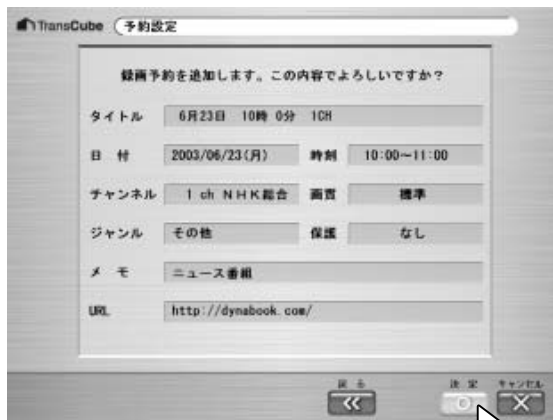 TransCube 予約設定
録画予約を追加します。この内容でよろしいですか？
タイトル 6月23日 10時 0分 1CH
日 付 2003/06/23(月) 時刻 10:00～11:00
チャンネル 1 ch ＮＨＫ総合 画質 標準
ジャンル その他 保護 なし
メ モ ニュース番組
URL http://dynabook.com/
戻 る 決 定 キャンセル